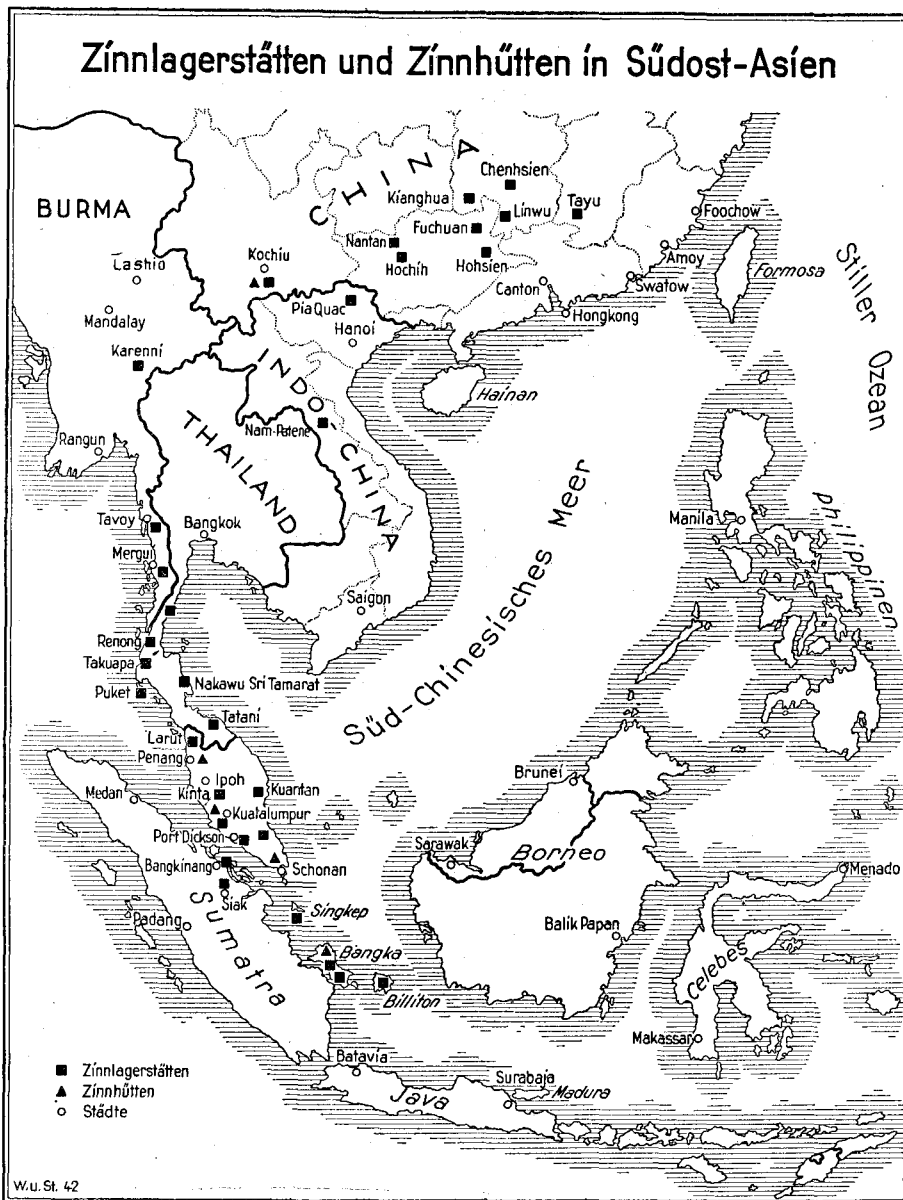 Zinnlagerstätten und Zinnhütten in Südost-Asien
CHINA
BURMA
Chenhsien
Kianghua
Linwu
Tayu
Foochow
Fuchuan
Nantan
Hochih
Hohsien
Amoy
Formosa
Stiller
Ozean
Lashio
Kochiu
Canton
Swatow
Hongkong
Mandalay
Pia Quac
Hanoi
Karenni
INDOCHINA
Hainan
THAILAND
Nam-Patene
Rangun
Tavoy
Bangkok
Mergui
Manila
Philippinen
Süd-Chinesisches Meer
Saigon
Renong
Takuapa
Nakawu Sri Tamarat
Puket
Tatani
Larut
Penang
Ipoh
Brunei
Medan
Kinta
Kuantan
Kualalumpur
Port Dickson
Sarawak
Borneo
Bangkinang
Schonan
Menado
Siak
Singkep
Sumatra
Padang
Balik Papan
Bangka
Celebes
Billiton
Makassar
Batavia
Surabaja
Madura
Java
Zinnlagerstätten
Zinnhütten
Städte
W.u.St. 42